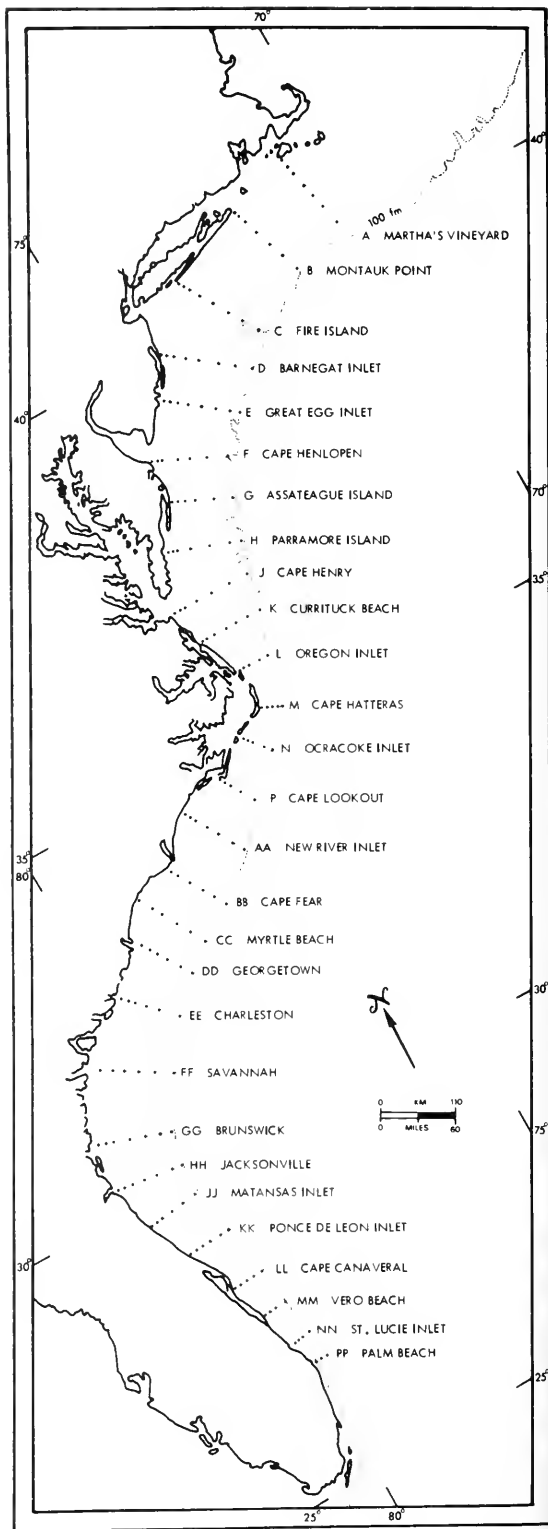 70°
40°
100 fm
A MARTHA'S VINEYARD
75°
B MONTAUK POINT
C FIRE ISLAND
D BARNEGAT INLET
E GREAT EGG INLET
40°
F CAPE HENLOPEN
G ASSATEAGUE ISLAND
70°
H PARRAMORE ISLAND
J CAPE HENRY
35°
K CURRITUCK BEACH
L OREGON INLET
M CAPE HATTERAS
N OCRACOKE INLET
P CAPE LOOKOUT
AA NEW RIVER INLET
35°
80°
BB CAPE FEAR
CC MYRTLE BEACH
DD GEORGETOWN
30°
EE CHARLESTON
FF SAVANNAH
0 KM 110
0 MILES 60
75°
GG BRUNSWICK
HH JACKSONVILLE
JJ MATANSAS INLET
KK PONCE DE LEON INLET
30°
LL CAPE CANAVERAL
MM VERO BEACH
NN ST. LUCIE INLET
PP PALM BEACH
25°
25° 80°